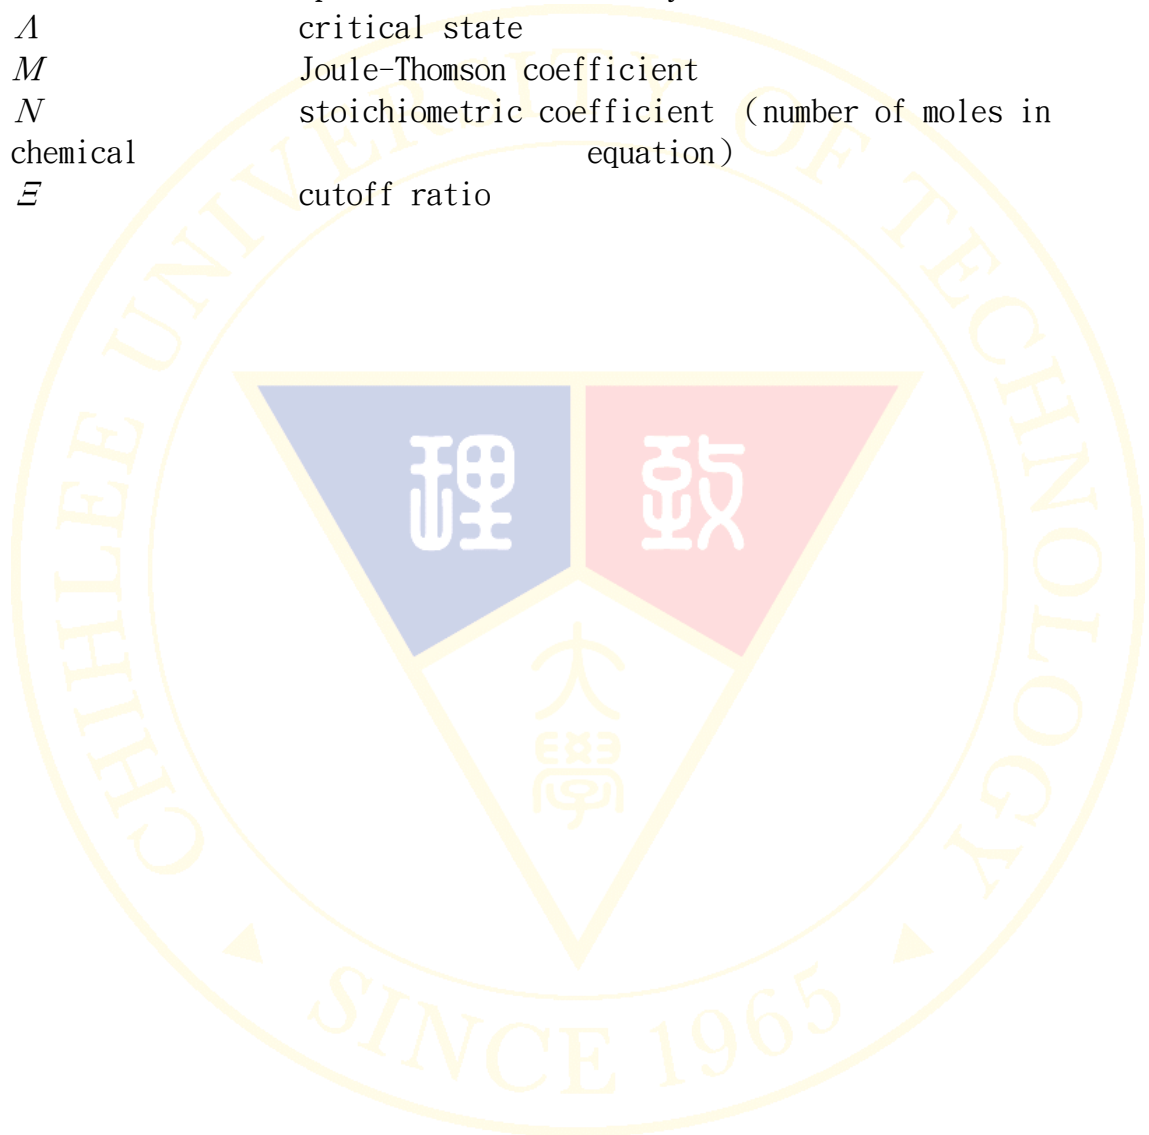 Λ critical state
M Joule-Thomson coefficient
N stoichiometric coefficient （number of moles in
chemical equation）
Ξ cutoff ratio
CHIHLEE UNIVERSITY OF TECHNOLOGY
理 致
大
學
SINCE 1965